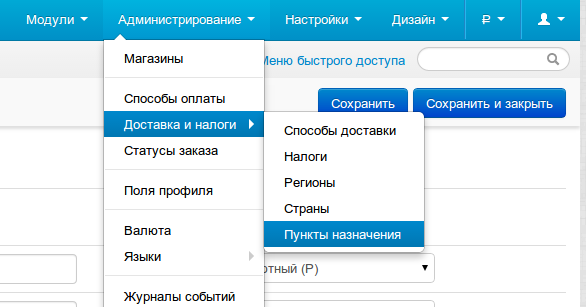 Модули Администрирование Настройки Дизайн ₽
Магазины
Меню быстрого доступа
Способы оплаты
Сохранить Сохранить и закрыть
Доставка и налоги
Способы доставки
Статусы заказа
Налоги
Регионы
Поля профиля
Страны
Валюта
Пункты назначения
Языки
Журналы событий